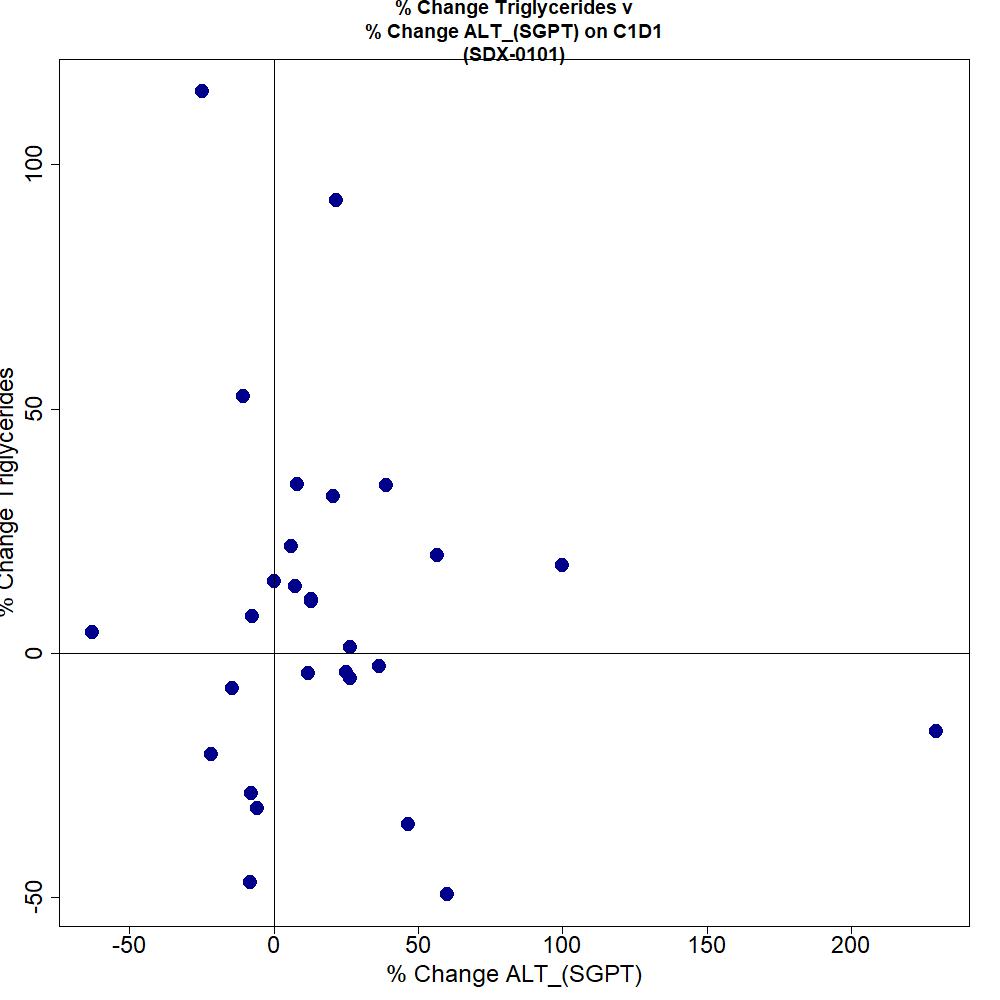 % Change Triglycerides v
% Change ALT_(SGPT) on C1D1
(SDX-0101)
% Change Triglycerides
100
50
0
-50
-50
0
50
100
150
200
% Change ALT_(SGPT)